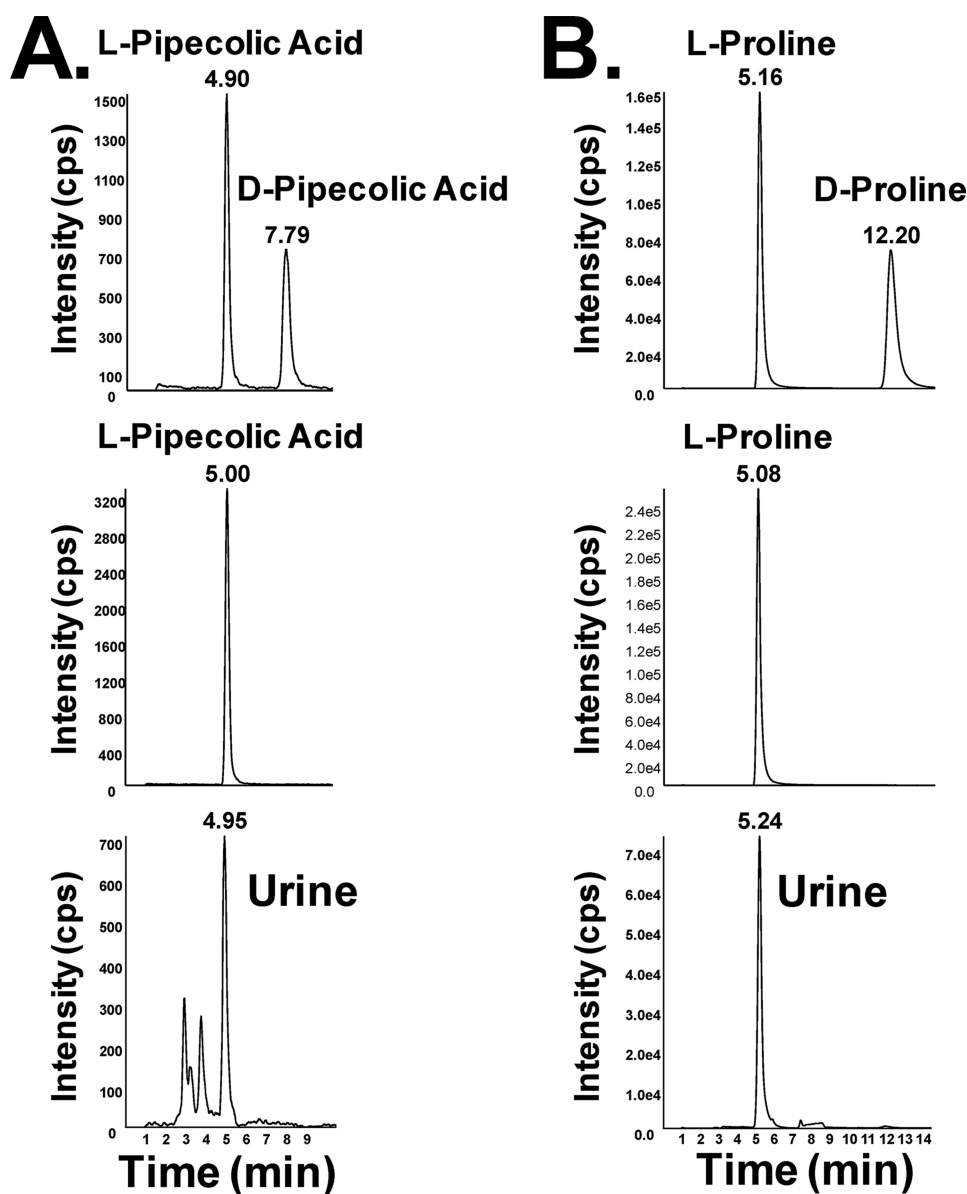 A.
L-Pipecolic Acid
4.90
D-Pipecolic Acid
7.79
Intensity (cps)
1500
1300
1100
900
700
500
300
100
0
B.
L-Proline
5.16
D-Proline
12.20
Intensity (cps)
1.6e5
1.4e5
1.2e5
1.0e5
8.0e4
6.0e4
4.0e4
2.0e4
0.0
L-Pipecolic Acid
5.00
Intensity (cps)
3200
2800
2400
2000
1600
1200
800
400
0
L-Proline
5.08
Intensity (cps)
2.4e5
2.2e5
2.0e5
1.8e5
1.6e5
1.4e5
1.2e5
1.0e5
8.0e4
6.0e4
4.0e4
2.0e4
0.0
4.95
Urine
Intensity (cps)
700
600
500
400
300
200
100
0
1 2 3 4 5 6 7 8 9
Time (min)
5.24
Urine
Intensity (cps)
7.0e4
6.0e4
5.0e4
4.0e4
3.0e4
2.0e4
1.0e4
0.0
1 2 3 4 5 6 7 8 9 10 11 12 13 14
Time (min)